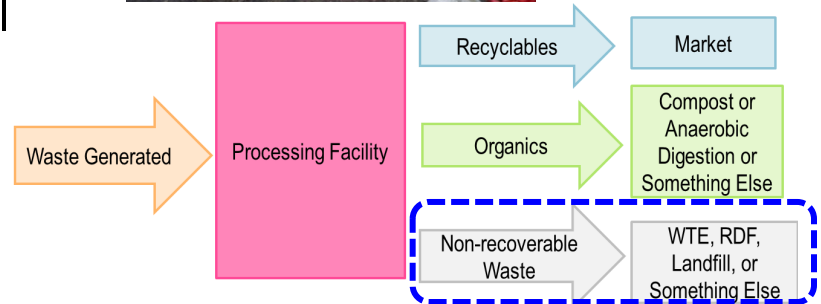 Recyclables
Market
Waste Generated
Processing Facility
Organics
Compost or
Anaerobic
Digestion or
Something Else
Non-recoverable
Waste
WTE, RDF,
Landfill, or
Something Else